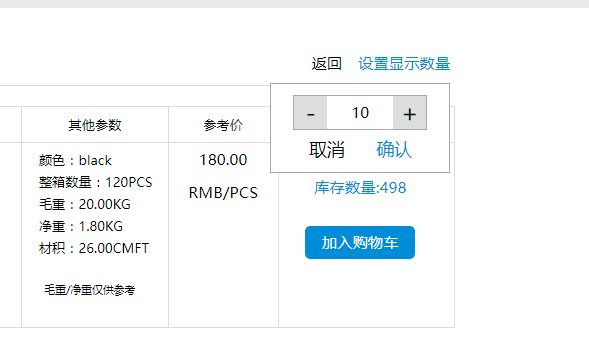 返回 设置显示数量
- 10 +
取消 确认
其他参数 参考价
颜色：black
整箱数量：120PCS
毛重：20.00KG
净重：1.80KG
材积：26.00CMFT
毛重/净重仅供参考
180.00
RMB/PCS
库存数量:498
加入购物车